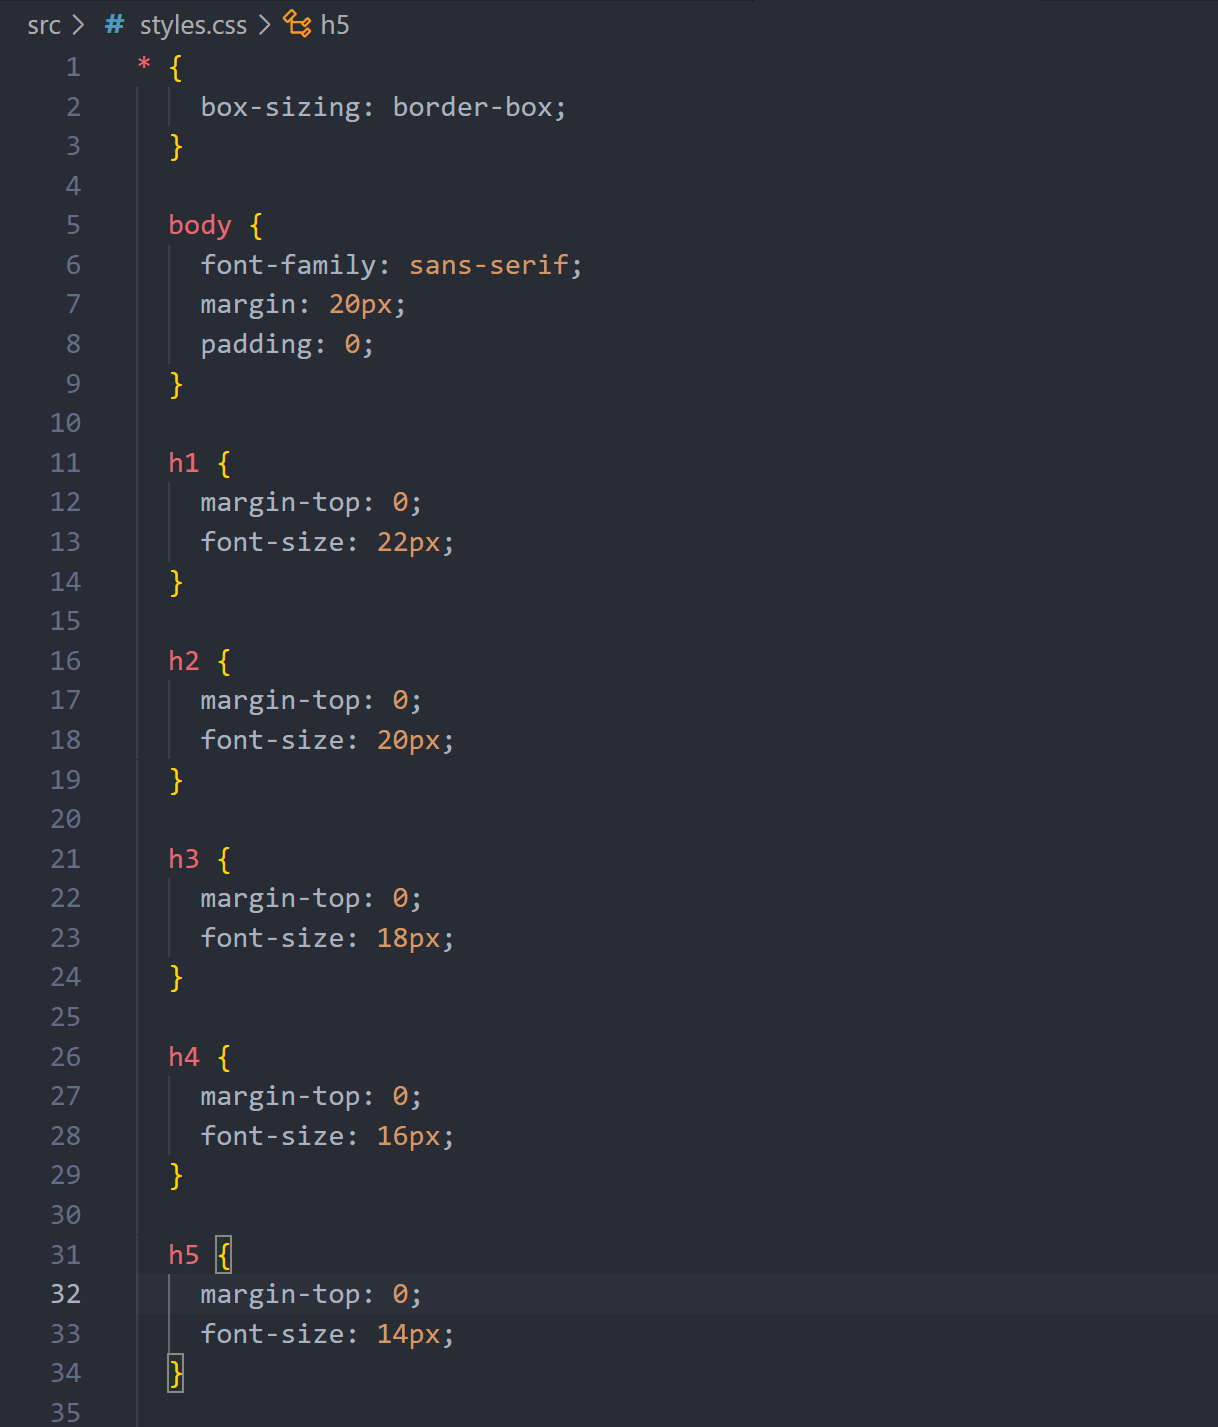 src > # styles.css > h5
1 * {
2 box-sizing: border-box;
3 }
4
5 body {
6 font-family: sans-serif;
7 margin: 20px;
8 padding: 0;
9 }
10
11 h1 {
12 margin-top: 0;
13 font-size: 22px;
14 }
15
16 h2 {
17 margin-top: 0;
18 font-size: 20px;
19 }
20
21 h3 {
22 margin-top: 0;
23 font-size: 18px;
24 }
25
26 h4 {
27 margin-top: 0;
28 font-size: 16px;
29 }
30
31 h5 {
32 margin-top: 0;
33 font-size: 14px;
34 }
35